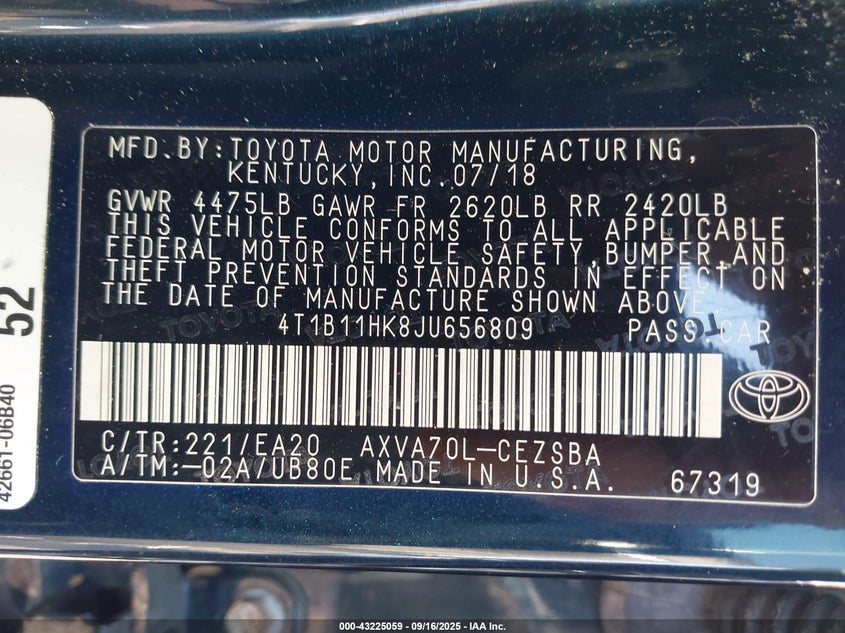 MFD.BY:TOYOTA MOTOR MANUFACTURING,
KENTUCKY, INC. 07/18
GVWR 4475LB GAWR FR 2620LB RR 2420LB
THIS VEHICLE CONFORMS TO ALL APPLICABLE
FEDERAL MOTOR VEHICLE SAFETY,BUMPER,AND
THEFT PREVENTION STANDARDS IN EFFECT ON
THE DATE OF MANUFACTURE SHOWN ABOVE.
4T1B11HK8JU656809 PASS.CAR
C/TR:221/EA20 AXVA70L-CEZSBA
A/TM:-02A/UB80E MADE IN U.S.A. 67319
52
42661-06B40
000-43225059 - 09/16/2025 - IAA Inc.